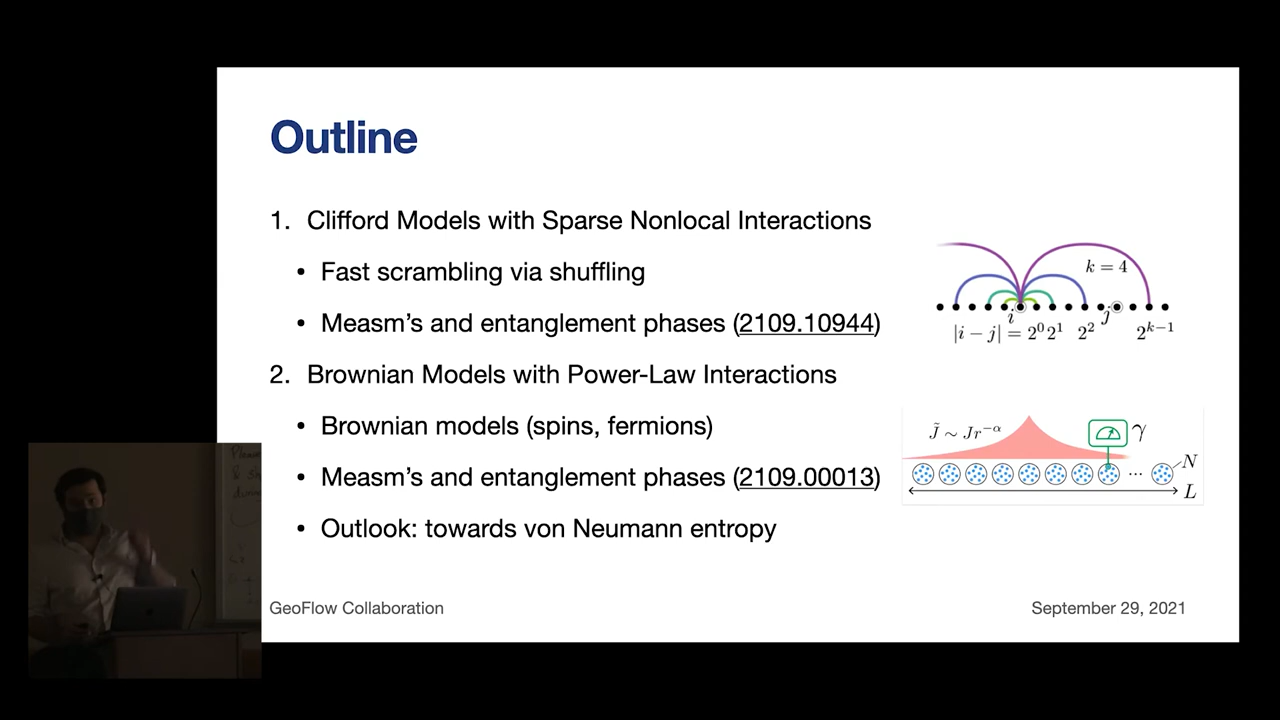 Outline
1. Clifford Models with Sparse Nonlocal Interactions
• Fast scrambling via shuffling
• Measm's and entanglement phases (2109.10944)
2. Brownian Models with Power-Law Interactions
• Brownian models (spins, fermions)
• Measm's and entanglement phases (2109.00013)
• Outlook: towards von Neumann entropy
k = 4
i
j
|i − j| = 2⁰ 2¹ 2² 2ᵏ⁻¹
J̃ ∼ Jr⁻ᵅ
γ
N
...
L
GeoFlow Collaboration
September 29, 2021